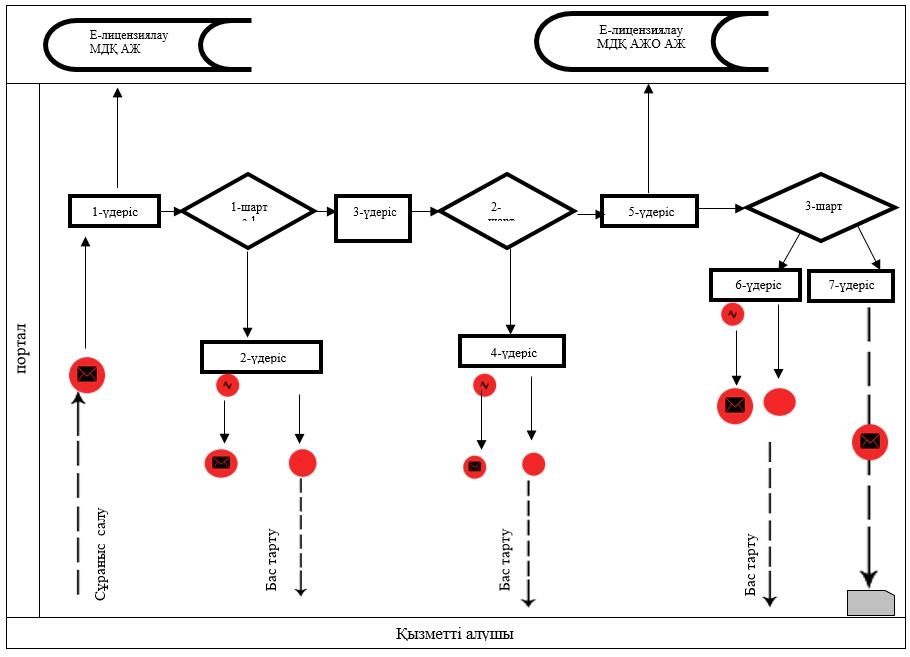 Е-лицензиялау
МДҚ АЖ
Е-лицензиялау
МДҚ АЖО АЖ
1-үдеріс
1-шарт
3-үдеріс
2-
5-үдеріс
3-шарт
6-үдеріс
7-үдеріс
2-үдеріс
4-үдеріс
портал
Сұраныс салу
Бас тарту
Бас тарту
Бас тарту
Қызметті алушы